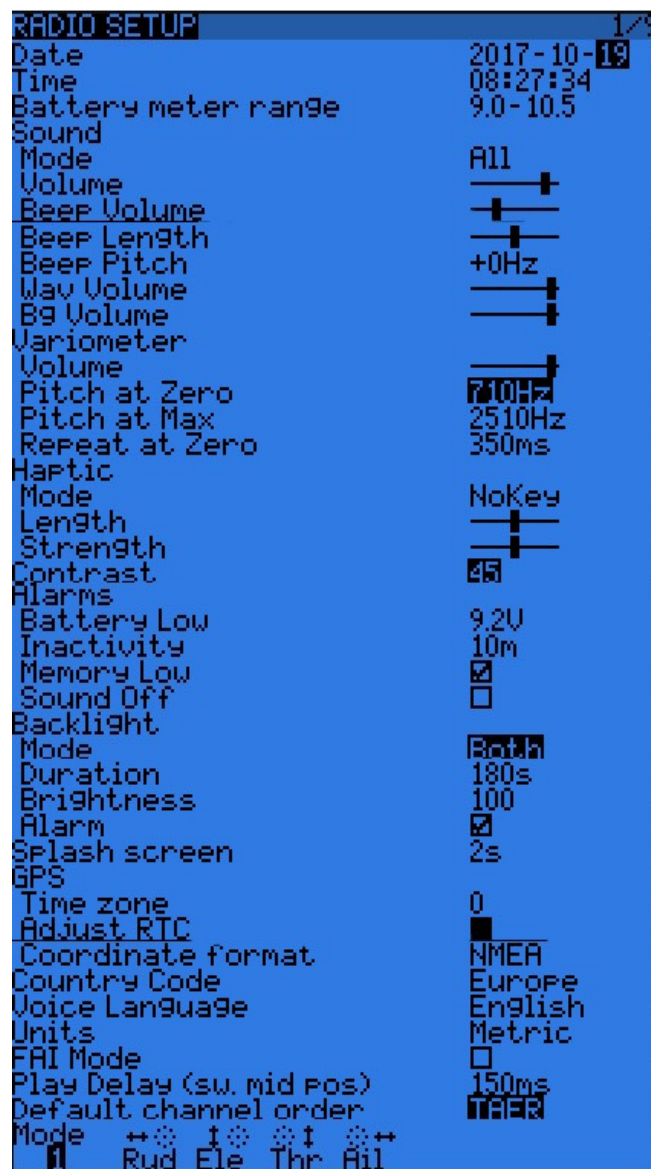 RADIO SETUP 1/9
Date 2017-10-19
Time 08:27:34
Battery meter range 9.0-10.5
Sound
Mode All
Volume
Beep Volume
Beep Length
Beep Pitch +0Hz
Wav Volume
Bg Volume
Variometer
Volume
Pitch at Zero 710Hz
Pitch at Max 2510Hz
Repeat at Zero 350ms
Haptic
Mode NoKey
Length
Strength
Contrast 45
Alarms
Battery Low 9.2V
Inactivity 10m
Memory Low
Sound Off
Backlight
Mode Both
Duration 180s
Brightness 100
Alarm
Splash screen 2s
GPS
Time zone 0
Adjust RTC
Coordinate format NMEA
Country Code Europe
Voice Language English
Units Metric
FAI Mode
Play Delay (sw. mid pos) 150ms
Default channel order TAER
Mode
1 Rud Ele Thr Ail